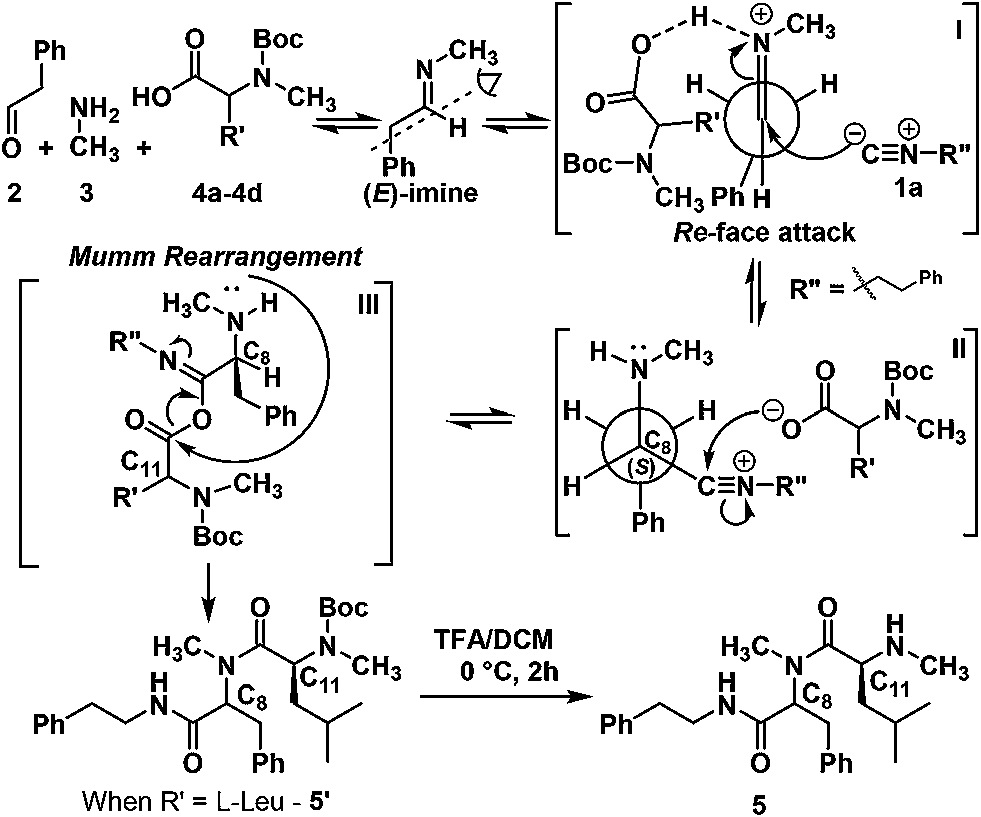 Ph
O
+
NH2
CH3
+
O
HO
Boc
N
CH3
R'
CH3
N
H
Ph
2
3
4a-4d
(E)-imine
I
H
O
O
R'
Boc
N
CH3
⊕
N
CH3
H
H
Ph
H
⊖
C≡N
⊕
R"
1a
Re-face attack
R" =
Ph
Mumm Rearrangement
III
H3C
N
H
R"
N
C8
H
O
Ph
O
C11
R'
N
CH3
Boc
II
H
N
CH3
H
H
C8
(S)
H
C≡N
⊕
R"
Ph
⊖
O
O
Boc
N
CH3
R'
O
Boc
H3C
N
N
CH3
H
N
C8
C11
Ph
O
Ph
When R' = L-Leu - 5'
TFA/DCM
0 °C, 2h
O
H
H3C
N
N
CH3
H
N
C8
C11
Ph
O
Ph
5